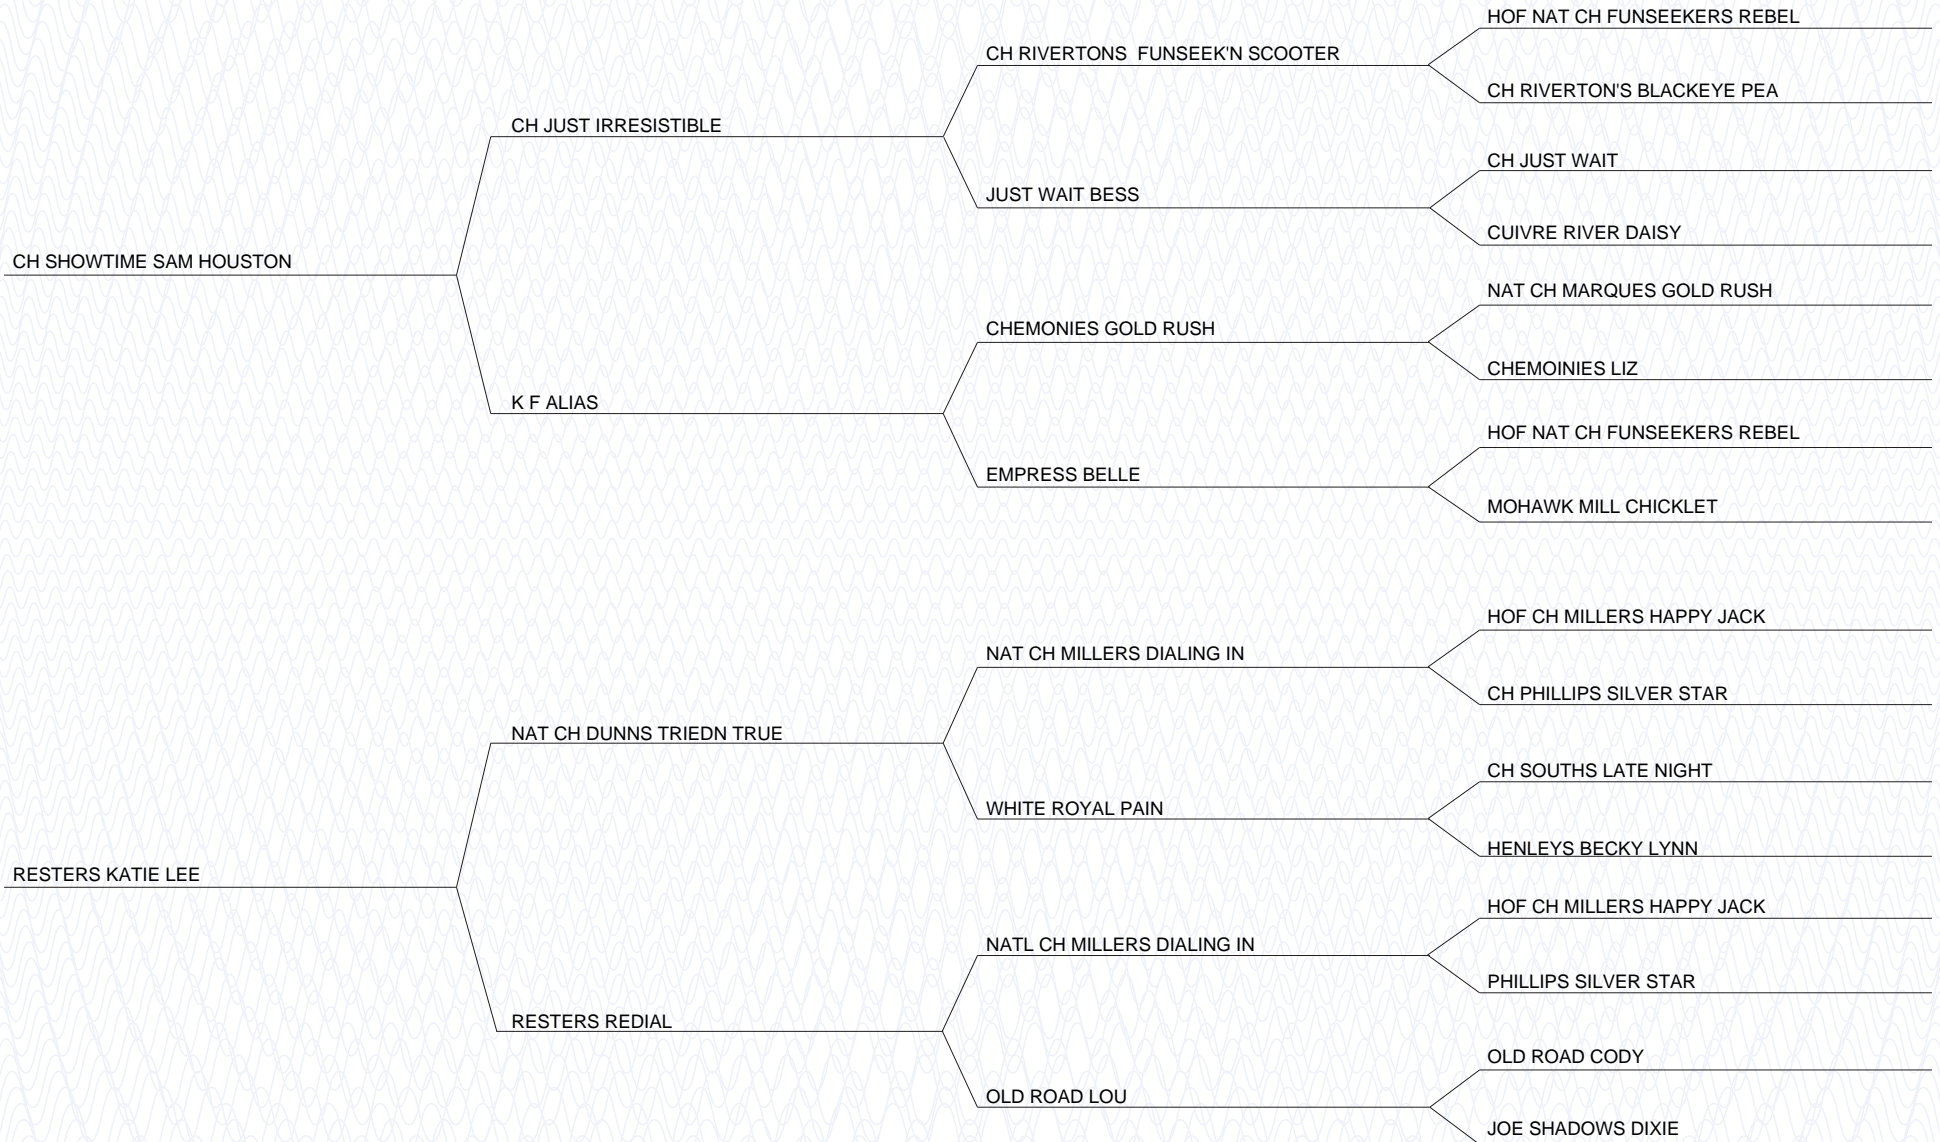 HOF NAT CH FUNSEEKERS REBEL
CH RIVERTONS  FUNSEEK'N SCOOTER
CH RIVERTON'S BLACKEYE PEA
CH JUST IRRESISTIBLE
CH JUST WAIT
JUST WAIT BESS
CUIVRE RIVER DAISY
CH SHOWTIME SAM HOUSTON
NAT CH MARQUES GOLD RUSH
CHEMONIES GOLD RUSH
CHEMOINIES LIZ
K F ALIAS
HOF NAT CH FUNSEEKERS REBEL
EMPRESS BELLE
MOHAWK MILL CHICKLET
HOF CH MILLERS HAPPY JACK
NAT CH MILLERS DIALING IN
CH PHILLIPS SILVER STAR
NAT CH DUNNS TRIEDN TRUE
CH SOUTHS LATE NIGHT
WHITE ROYAL PAIN
HENLEYS BECKY LYNN
RESTERS KATIE LEE
HOF CH MILLERS HAPPY JACK
NATL CH MILLERS DIALING IN
PHILLIPS SILVER STAR
RESTERS REDIAL
OLD ROAD CODY
OLD ROAD LOU
JOE SHADOWS DIXIE